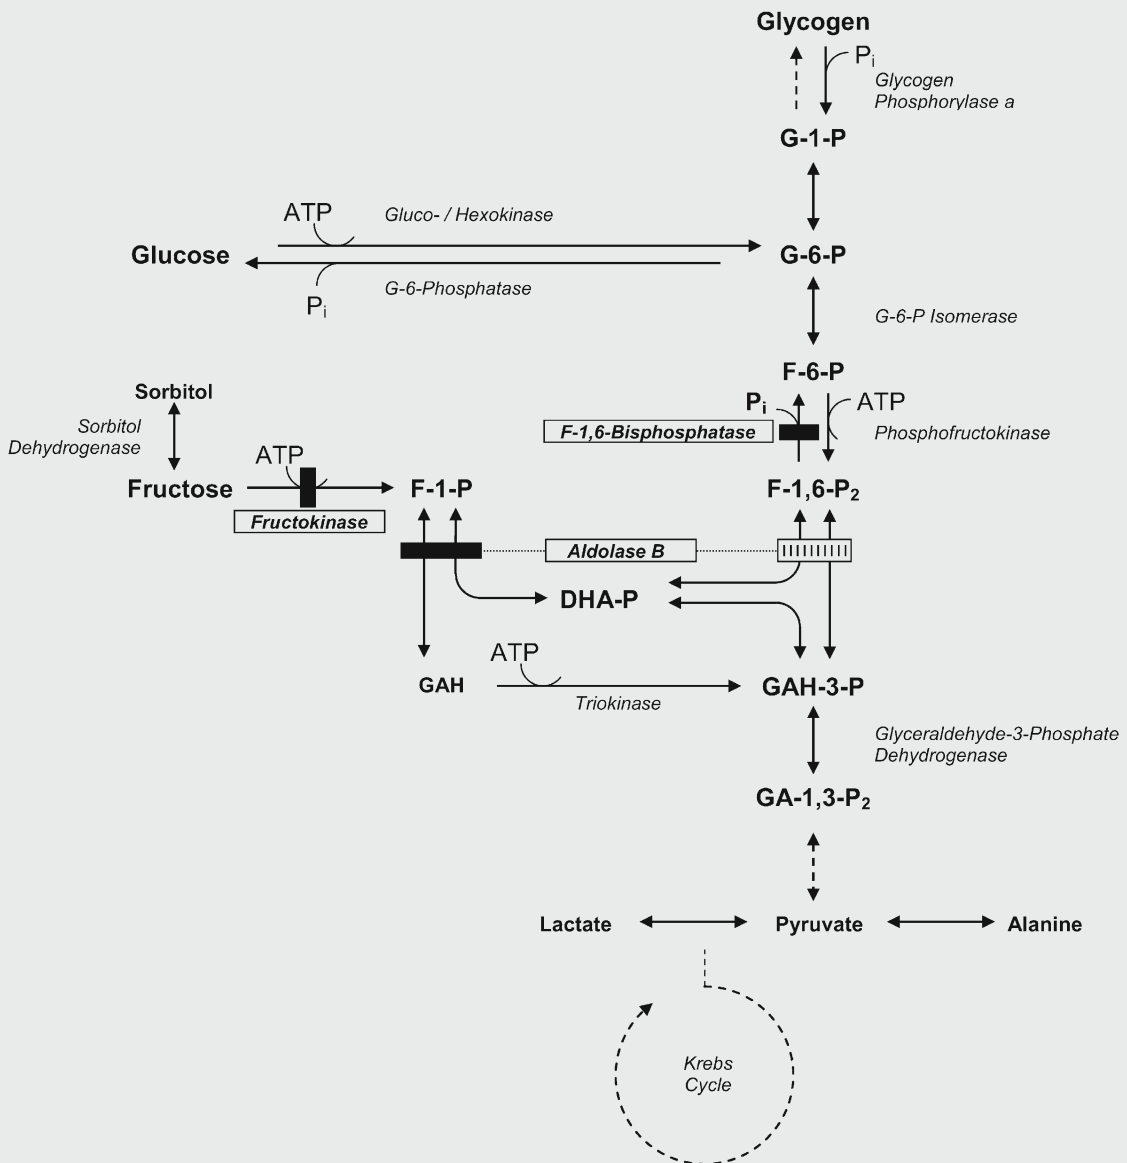 Glycogen
Pi
Glycogen
Phosphorylase a
G-1-P
ATP
Gluco- / Hexokinase
Glucose
G-6-P
G-6-Phosphatase
Pi
G-6-P Isomerase
F-6-P
Sorbitol
Pi
ATP
Sorbitol
Dehydrogenase
F-1,6-Bisphosphatase
Phosphofructokinase
ATP
Fructose
F-1-P
F-1,6-P2
Fructokinase
Aldolase B
DHA-P
ATP
GAH
GAH-3-P
Triokinase
Glyceraldehyde-3-Phosphate
Dehydrogenase
GA-1,3-P2
Lactate
Pyruvate
Alanine
Krebs
Cycle